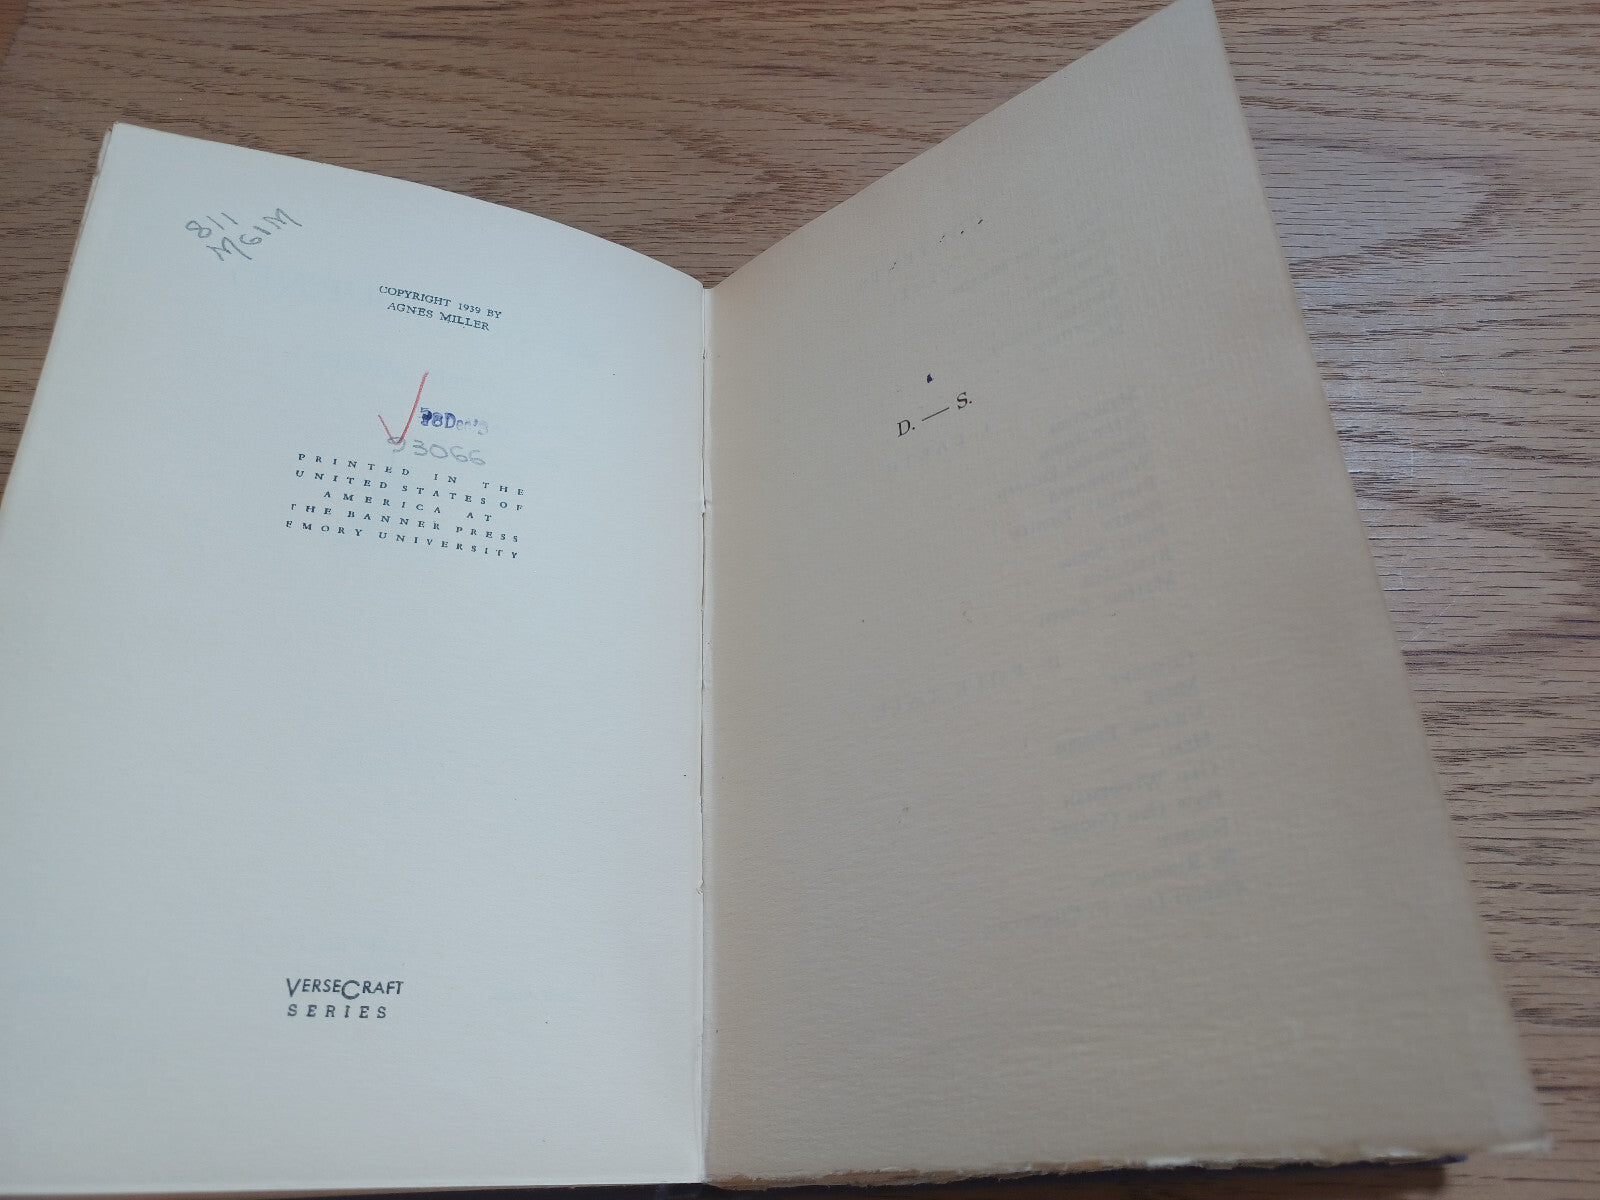 811
M61M
COPYRIGHT 1939 BY
AGNES MILLER
93066
PRINTED IN THE
UNITED STATES OF
AMERICA AT
THE BANNER PRESS
EMORY UNIVERSITY
VERSECRAFT
SERIES
D. — S.